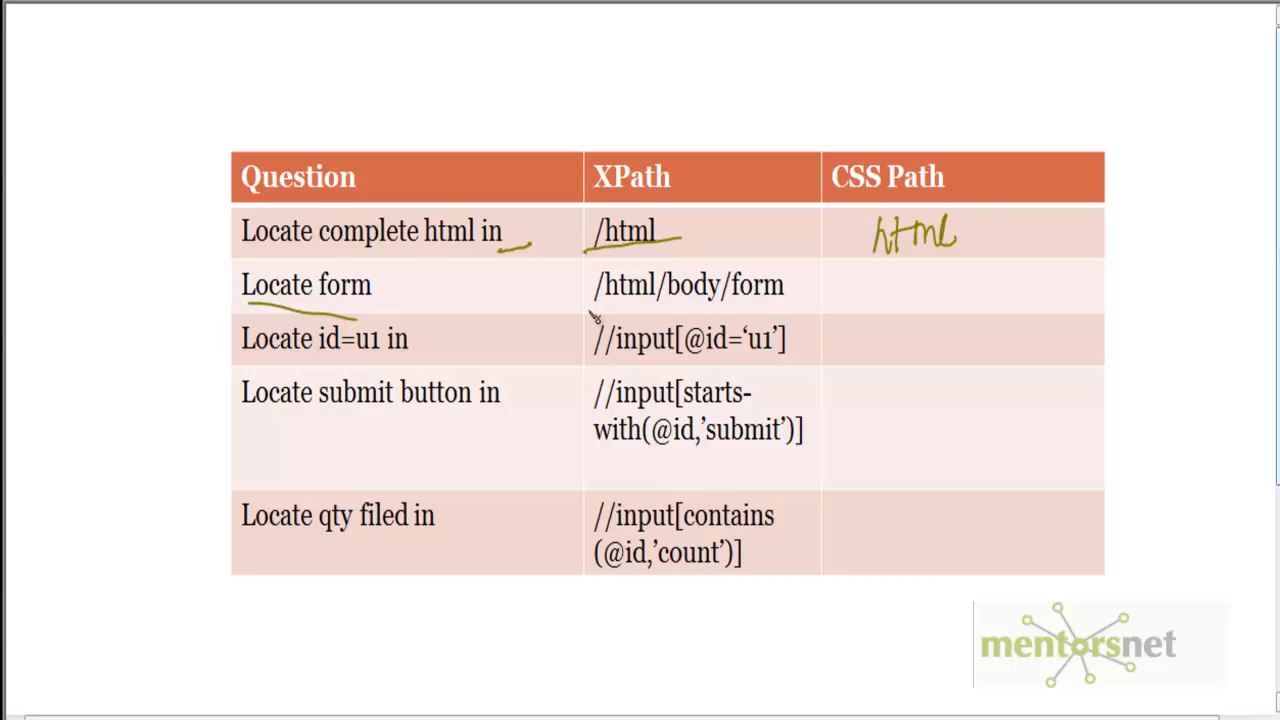 Question XPath CSS Path
Locate complete html in /html html
Locate form /html/body/form
Locate id=u1 in //input[@id=‘u1’]
Locate submit button in //input[starts-
with(@id,’submit’)]
Locate qty filed in //input[contains
(@id,’count’)]
mentorsnet